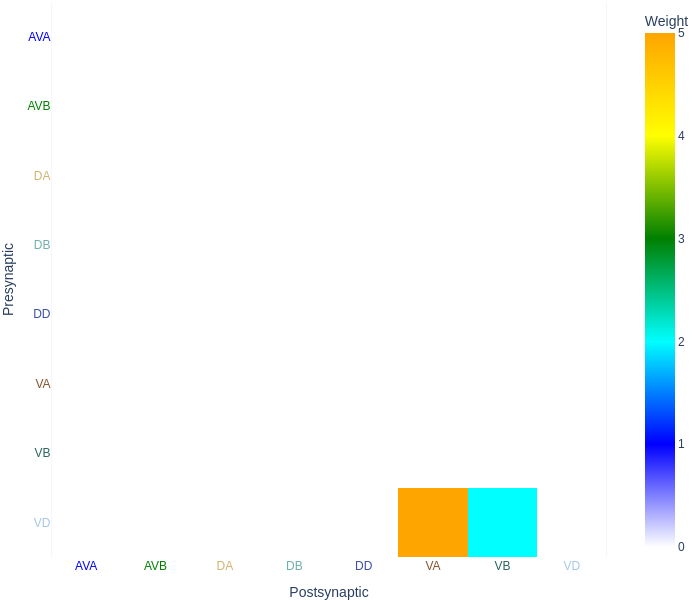 Weight
5
4
3
2
1
0
Presynaptic
AVA
AVB
DA
DB
DD
VA
VB
VD
AVA AVB DA DB DD VA VB VD
Postsynaptic